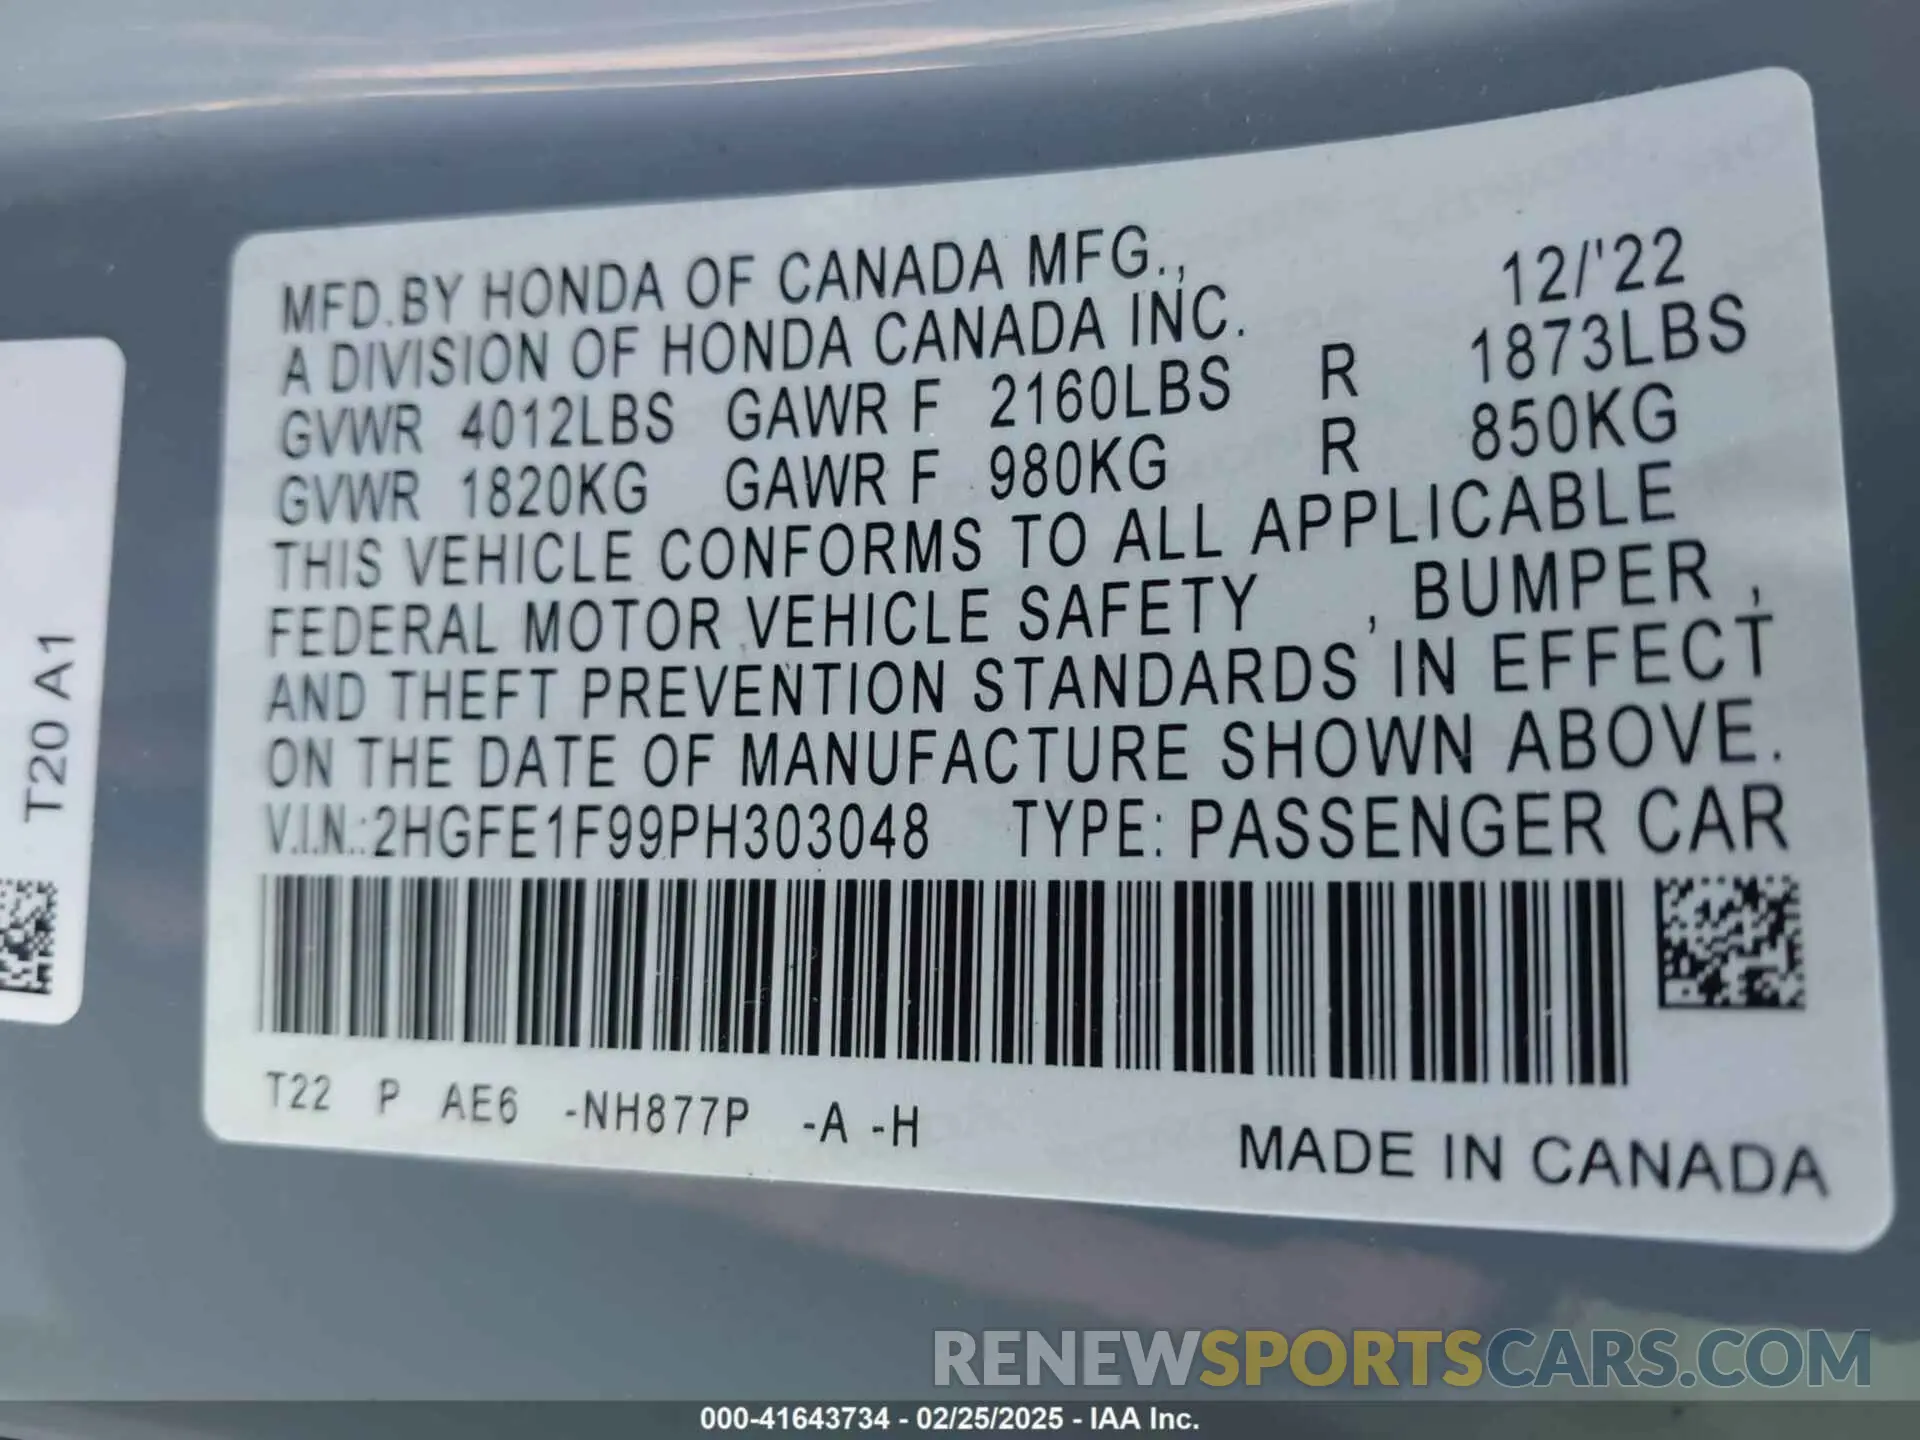 MFD.BY HONDA OF CANADA MFG., 12/'22
A DIVISION OF HONDA CANADA INC.
GVWR 4012LBS GAWR F 2160LBS R 1873LBS
GVWR 1820KG GAWR F 980KG R 850KG
THIS VEHICLE CONFORMS TO ALL APPLICABLE
FEDERAL MOTOR VEHICLE SAFETY , BUMPER ,
AND THEFT PREVENTION STANDARDS IN EFFECT
ON THE DATE OF MANUFACTURE SHOWN ABOVE.
V.I.N.:2HGFE1F99PH303048 TYPE: PASSENGER CAR
T22 P AE6 -NH877P -A -H
MADE IN CANADA
T20 A1
RENEWSPORTSCARS.COM
000-41643734 - 02/25/2025 - IAA Inc.